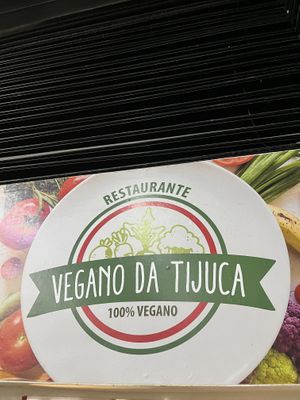 RESTAURANTE
VEGANO DA TIJUCA
100% VEGANO